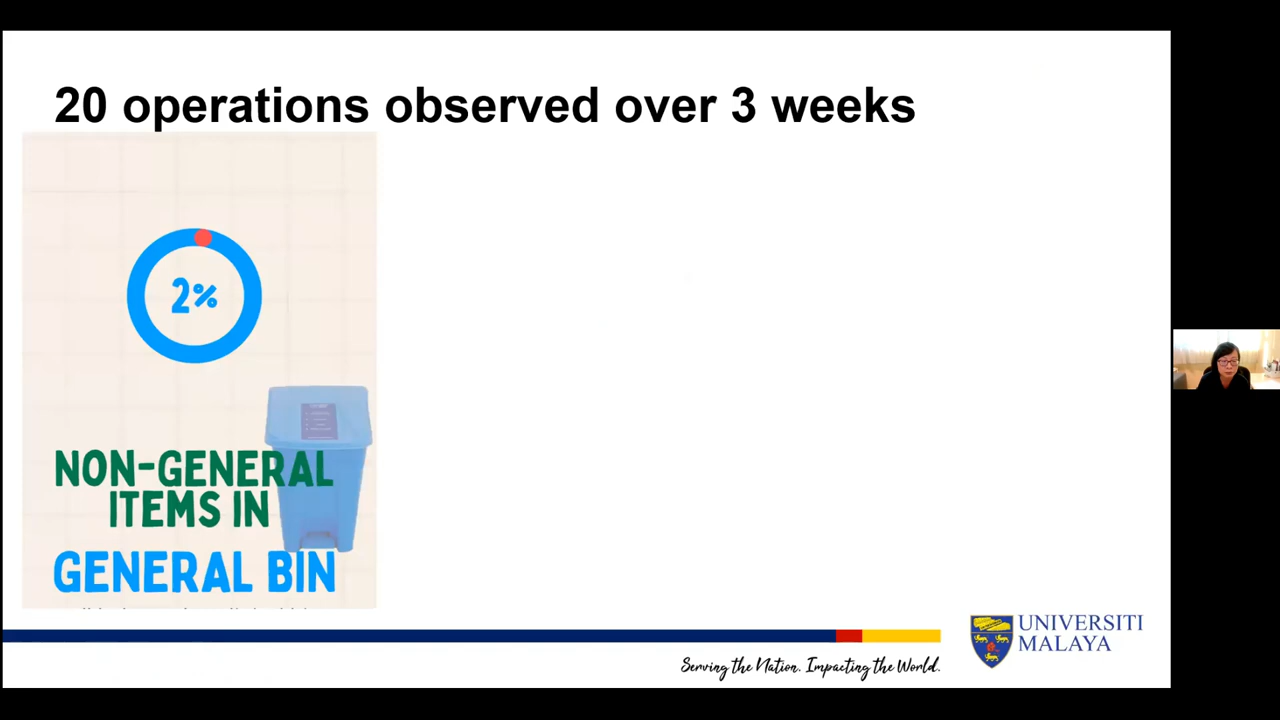 20 operations observed over 3 weeks
2%
NON-GENERAL
ITEMS IN
GENERAL BIN
UNIVERSITI
MALAYA
Serving the Nation. Impacting the World.